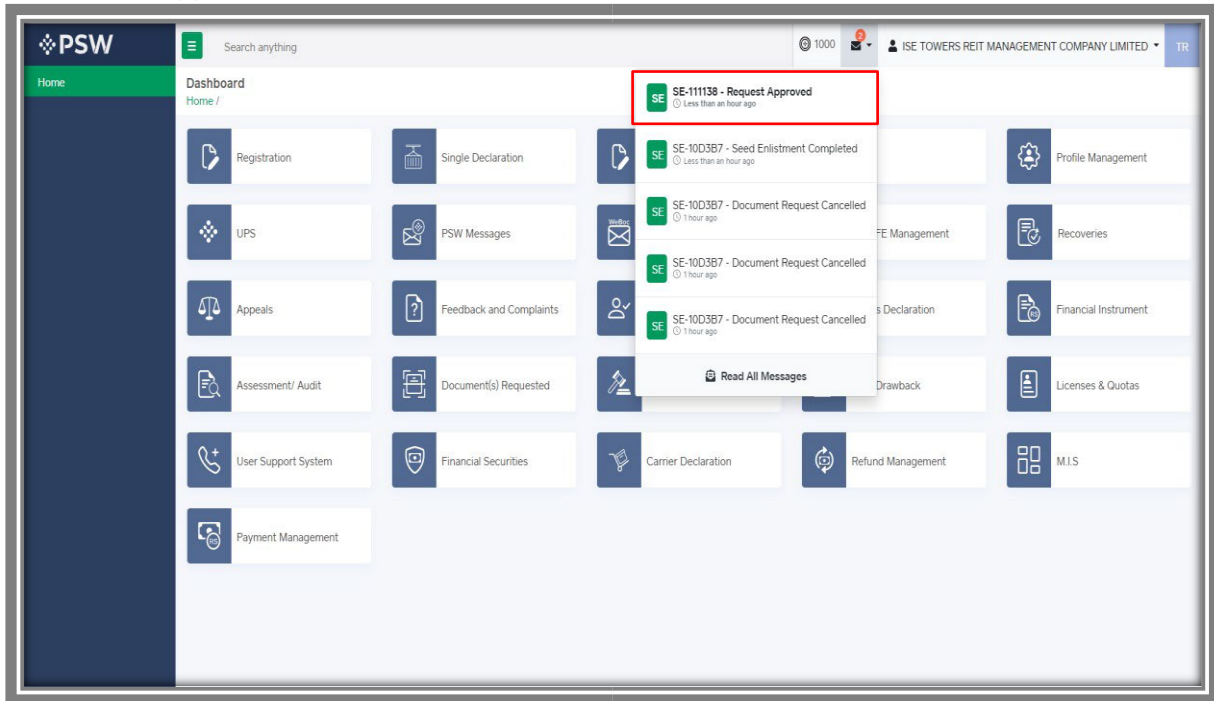 PSW
Search anything
1000
2
ISE TOWERS REIT MANAGEMENT COMPANY LIMITED
TR
Home
Dashboard
Home /
SE
SE-111138 - Request Approved
Less than an hour ago
SE
SE-10D3B7 - Seed Enlistment Completed
Less than an hour ago
SE
SE-10D3B7 - Document Request Cancelled
1 hour ago
SE
SE-10D3B7 - Document Request Cancelled
1 hour ago
SE
SE-10D3B7 - Document Request Cancelled
1 hour ago
Read All Messages
Registration
Single Declaration
Profile Management
UPS
PSW Messages
WeBoc
FE Management
Recoveries
Appeals
Feedback and Complaints
s Declaration
RS
Financial Instrument
Assessment/ Audit
Document(s) Requested
Drawback
Licenses & Quotas
User Support System
Financial Securities
Carrier Declaration
Refund Management
M.I.S
RS
Payment Management